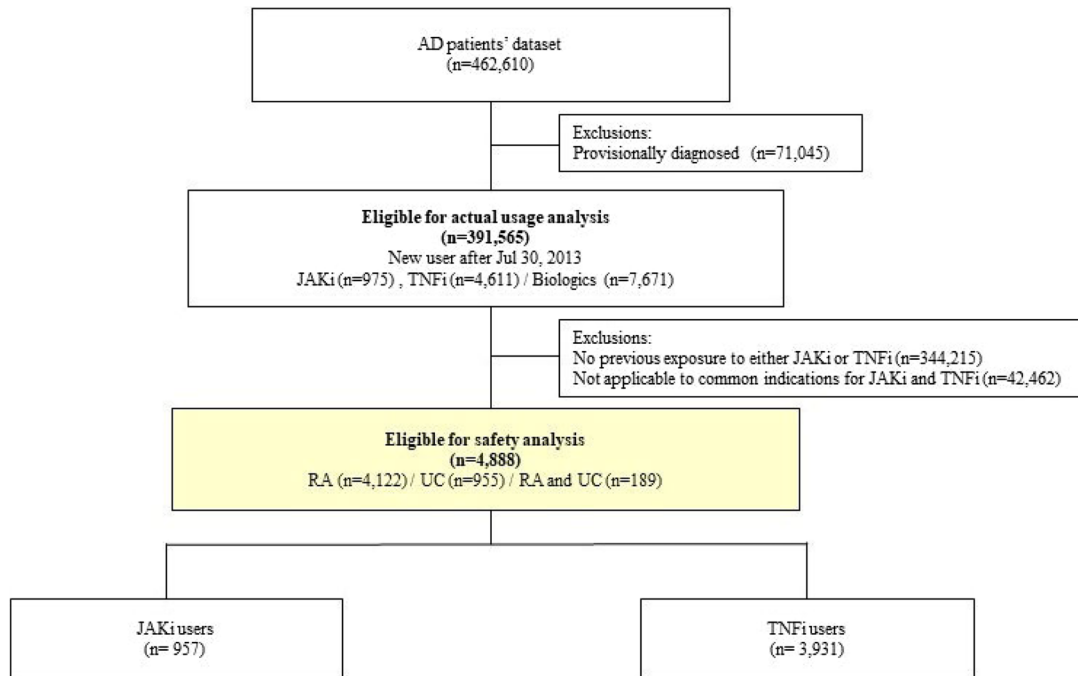 AD patients’ dataset
(n=462,610)
Exclusions:
Provisionally diagnosed (n=71,045)
Eligible for actual usage analysis
(n=391,565)
New user after Jul 30, 2013
JAKi (n=975) , TNFi (n=4,611) / Biologics (n=7,671)
Exclusions:
No previous exposure to either JAKi or TNFi (n=344,215)
Not applicable to common indications for JAKi and TNFi (n=42,462)
Eligible for safety analysis
(n=4,888)
RA (n=4,122) / UC (n=955) / RA and UC (n=189)
JAKi users
(n= 957)
TNFi users
(n= 3,931)